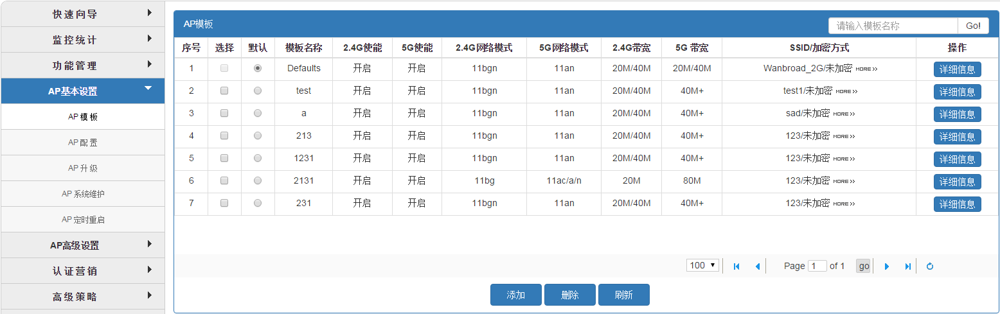 快速向导
监控统计
功能管理
AP基本设置
AP 模板
AP 配置
AP 升级
AP 系统维护
AP 定时重启
AP高级设置
认证营销
高级策略
AP模板
请输入模板名称 Go!
序号 选择 默认 模板名称 2.4G使能 5G使能 2.4G网络模式 5G网络模式 2.4G带宽 5G 带宽 SSID/加密方式 操作
1 Defaults 开启 开启 11bgn 11an 20M/40M 20M/40M Wanbroad_2G/未加密 MORE >> 详细信息
2 test 开启 开启 11bgn 11an 20M/40M 40M+ test1/未加密 MORE >> 详细信息
3 a 开启 开启 11bgn 11an 20M/40M 40M+ sad/未加密 MORE >> 详细信息
4 213 开启 开启 11bgn 11an 20M/40M 40M+ 123/未加密 MORE >> 详细信息
5 1231 开启 开启 11bgn 11an 20M/40M 40M+ 123/未加密 MORE >> 详细信息
6 2131 开启 开启 11bg 11ac/a/n 20M 80M 123/未加密 MORE >> 详细信息
7 231 开启 开启 11bgn 11an 20M/40M 40M+ 123/未加密 MORE >> 详细信息
100 Page 1 of 1 go
添加 删除 刷新